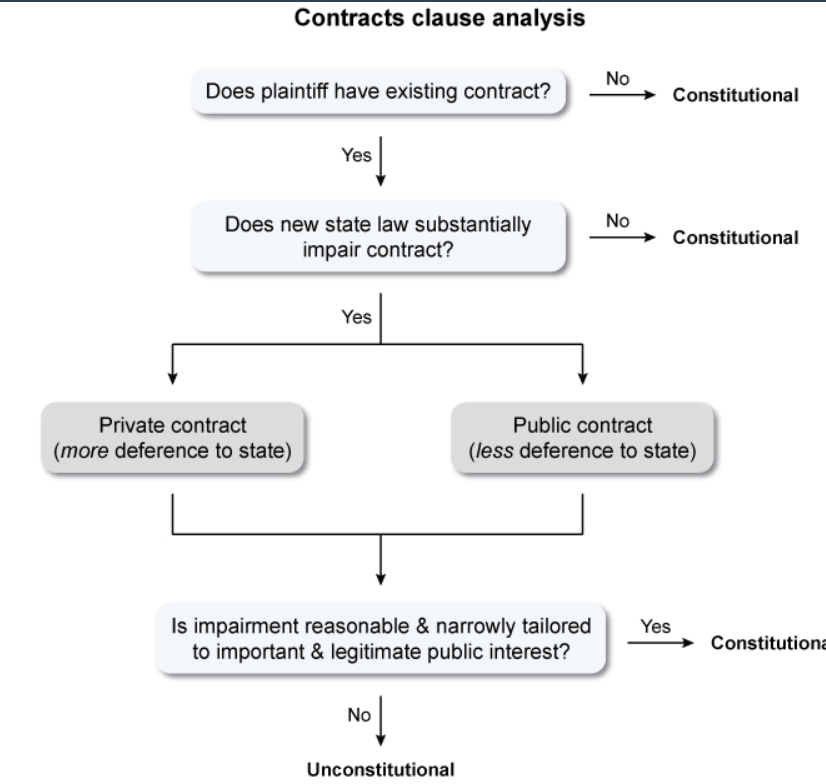 Contracts clause analysis
Does plaintiff have existing contract?
No
Constitutional
Yes
Does new state law substantially
impair contract?
No
Constitutional
Yes
Private contract
(more deference to state)
Public contract
(less deference to state)
Is impairment reasonable & narrowly tailored
to important & legitimate public interest?
Yes
Constitutiona
No
Unconstitutional